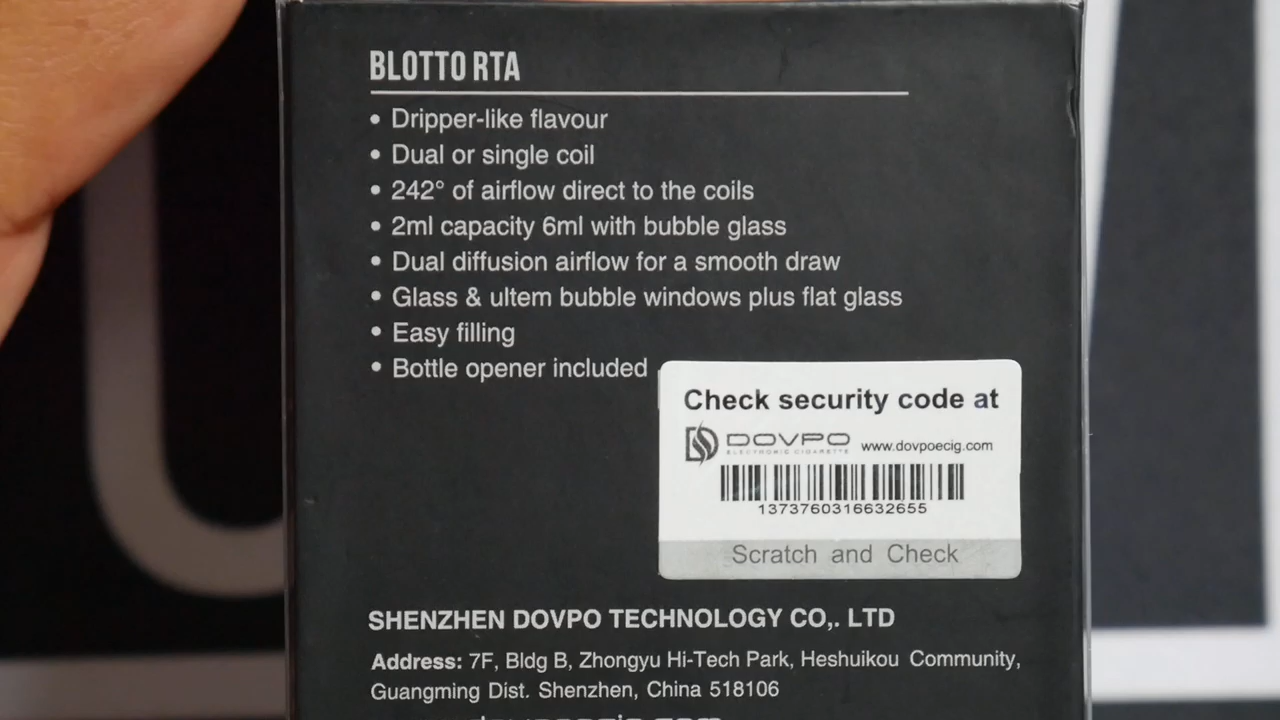 BLOTTO RTA
• Dripper-like flavour
• Dual or single coil
• 242° of airflow direct to the coils
• 2ml capacity 6ml with bubble glass
• Dual diffusion airflow for a smooth draw
• Glass & ultem bubble windows plus flat glass
• Easy filling
• Bottle opener included
Check security code at
DOVPO www.dovpoecig.com
ELECTRONIC CIGARETTE
1373760316632655
Scratch and Check
SHENZHEN DOVPO TECHNOLOGY CO,. LTD
Address: 7F, Bldg B, Zhongyu Hi-Tech Park, Heshuikou Community,
Guangming Dist. Shenzhen, China 518106